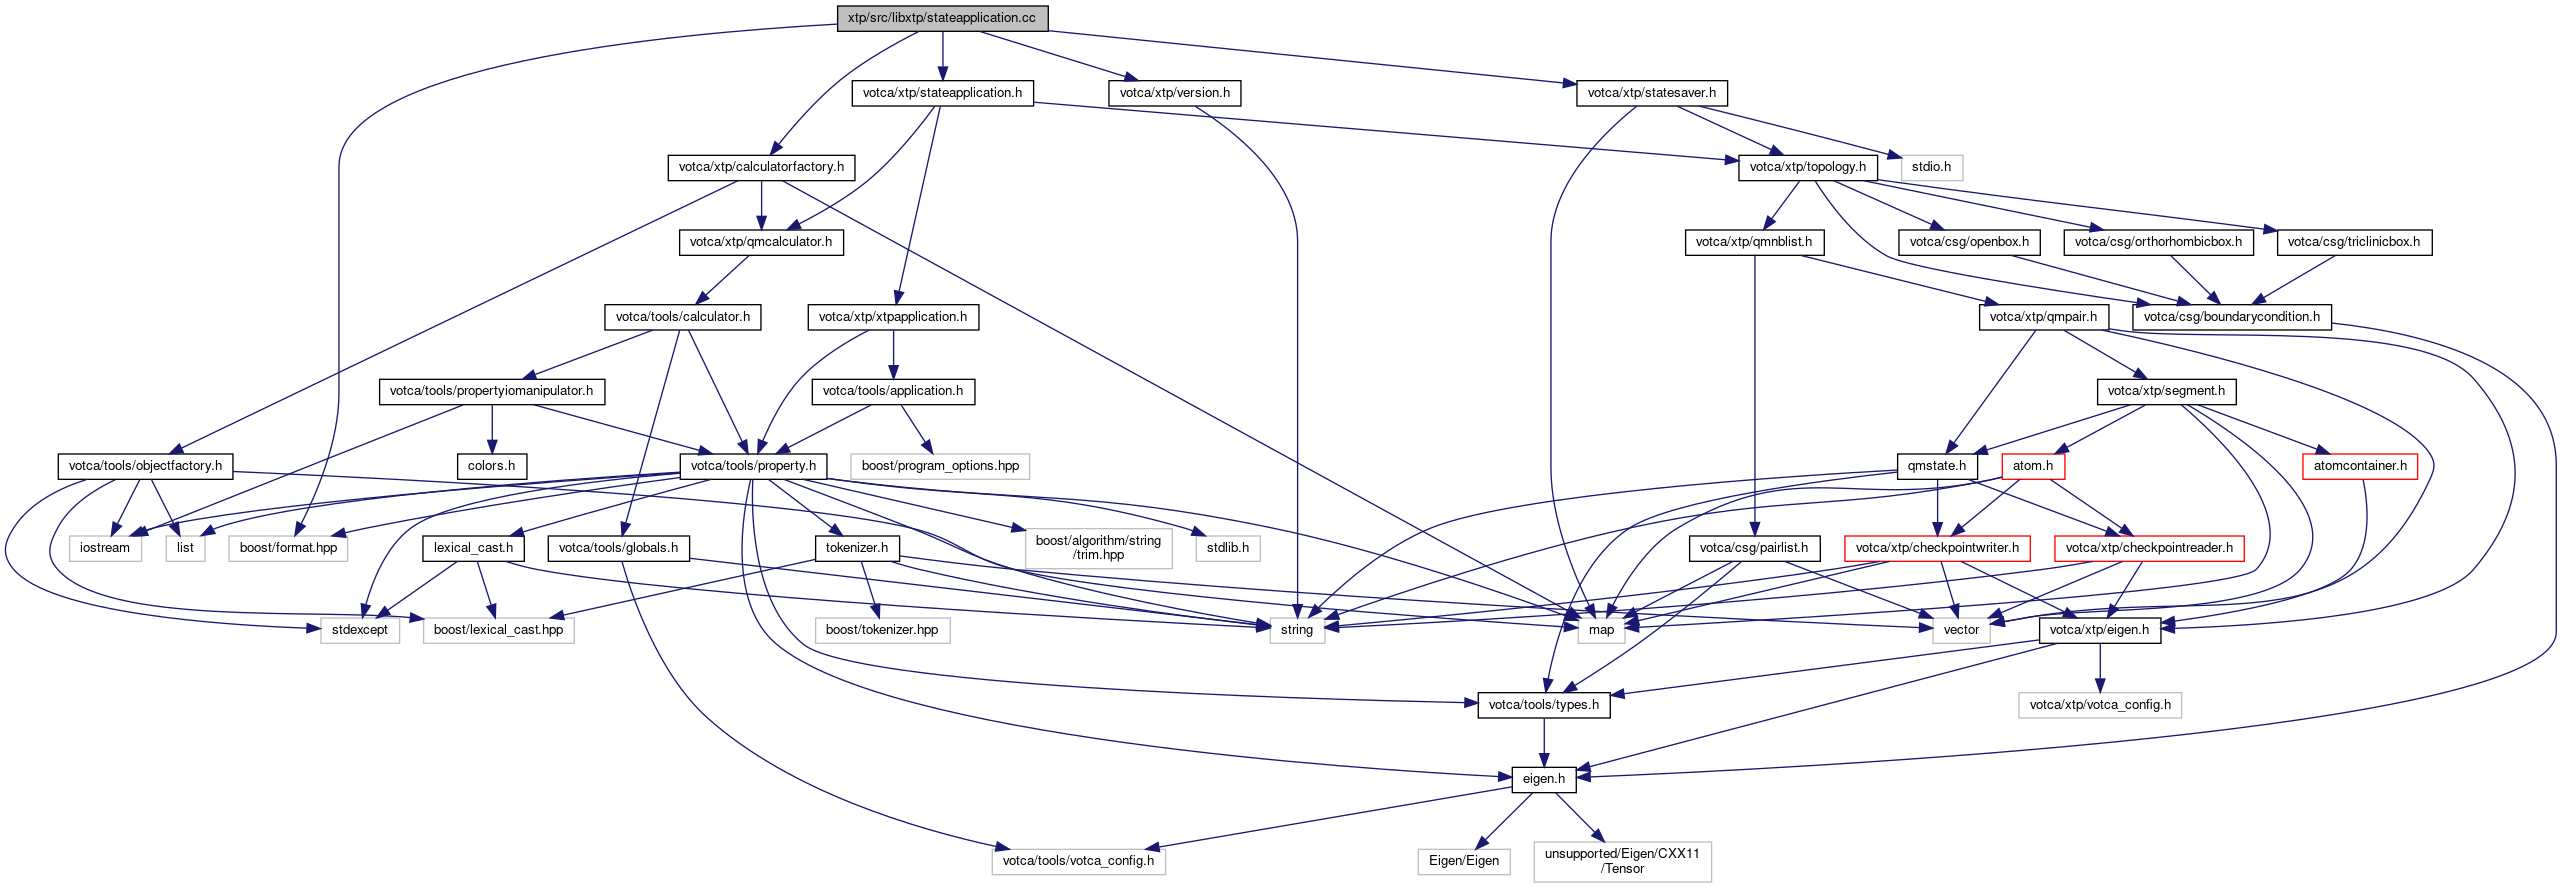 xtp/src/libxtp/stateapplication.cc
votca/xtp/stateapplication.h
votca/xtp/version.h
votca/xtp/statesaver.h
votca/xtp/calculatorfactory.h
votca/xtp/topology.h
stdio.h
votca/xtp/qmcalculator.h
votca/xtp/qmnblist.h
votca/csg/openbox.h
votca/csg/orthorhombicbox.h
votca/csg/triclinicbox.h
votca/tools/calculator.h
votca/xtp/xtpapplication.h
votca/xtp/qmpair.h
votca/csg/boundarycondition.h
votca/tools/propertyiomanipulator.h
votca/tools/application.h
votca/xtp/segment.h
votca/tools/objectfactory.h
colors.h
votca/tools/property.h
boost/program_options.hpp
qmstate.h
atom.h
atomcontainer.h
iostream
list
boost/format.hpp
lexical_cast.h
votca/tools/globals.h
tokenizer.h
boost/algorithm/string
/trim.hpp
stdlib.h
votca/csg/pairlist.h
votca/xtp/checkpointwriter.h
votca/xtp/checkpointreader.h
stdexcept
boost/lexical_cast.hpp
boost/tokenizer.hpp
string
map
vector
votca/xtp/eigen.h
votca/tools/types.h
votca/xtp/votca_config.h
eigen.h
votca/tools/votca_config.h
Eigen/Eigen
unsupported/Eigen/CXX11
/Tensor